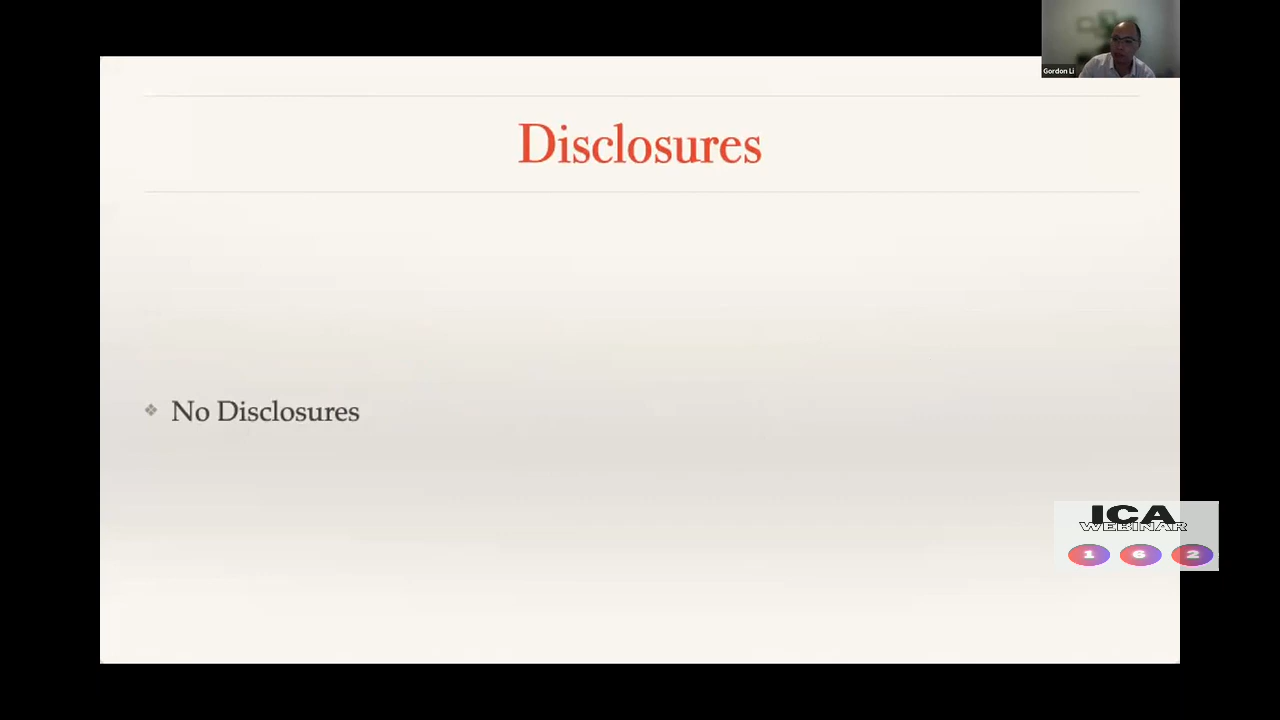 Gordon Li
Disclosures
❖ No Disclosures
ICA
WEBINAR
1 6 2